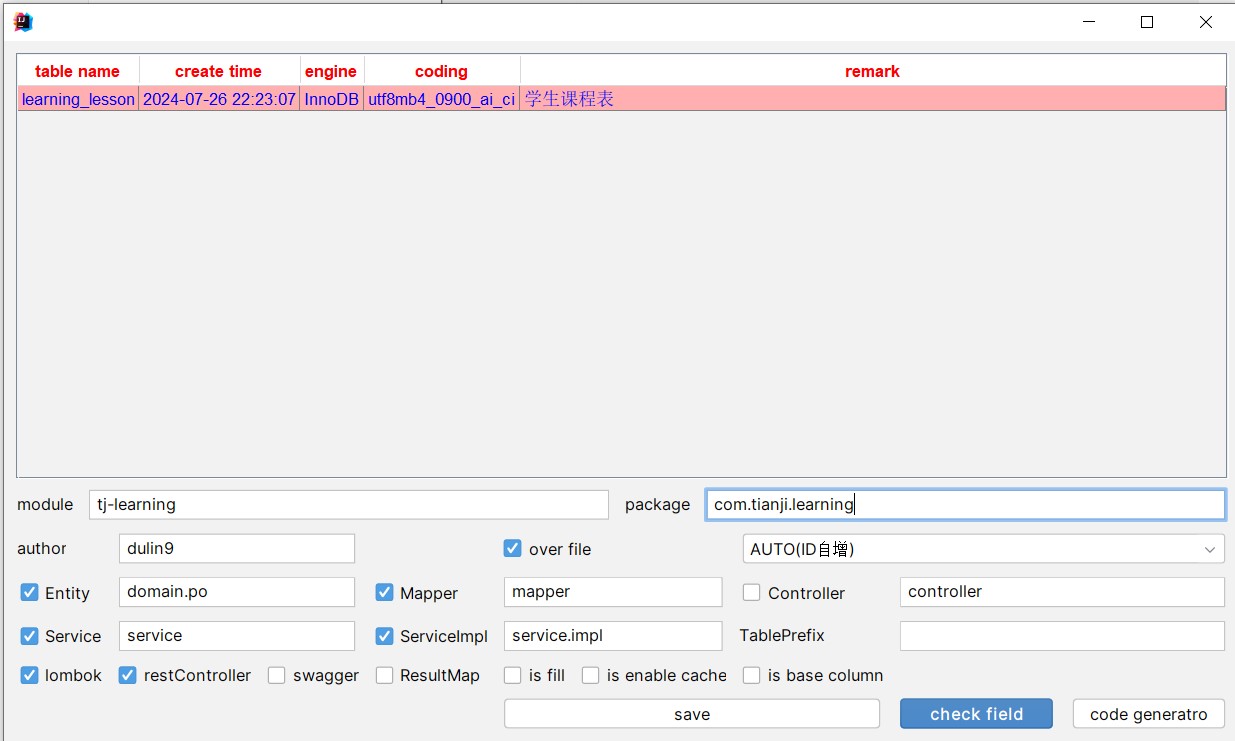 table name create time engine coding remark
learning_lesson 2024-07-26 22:23:07 InnoDB utf8mb4_0900_ai_ci 学生课程表
module tj-learning package com.tianji.learning
author dulin9 over file AUTO(ID自增)
Entity domain.po Mapper mapper Controller controller
Service service ServiceImpl service.impl TablePrefix
lombok restController swagger ResultMap is fill is enable cache is base column
save check field code generatro